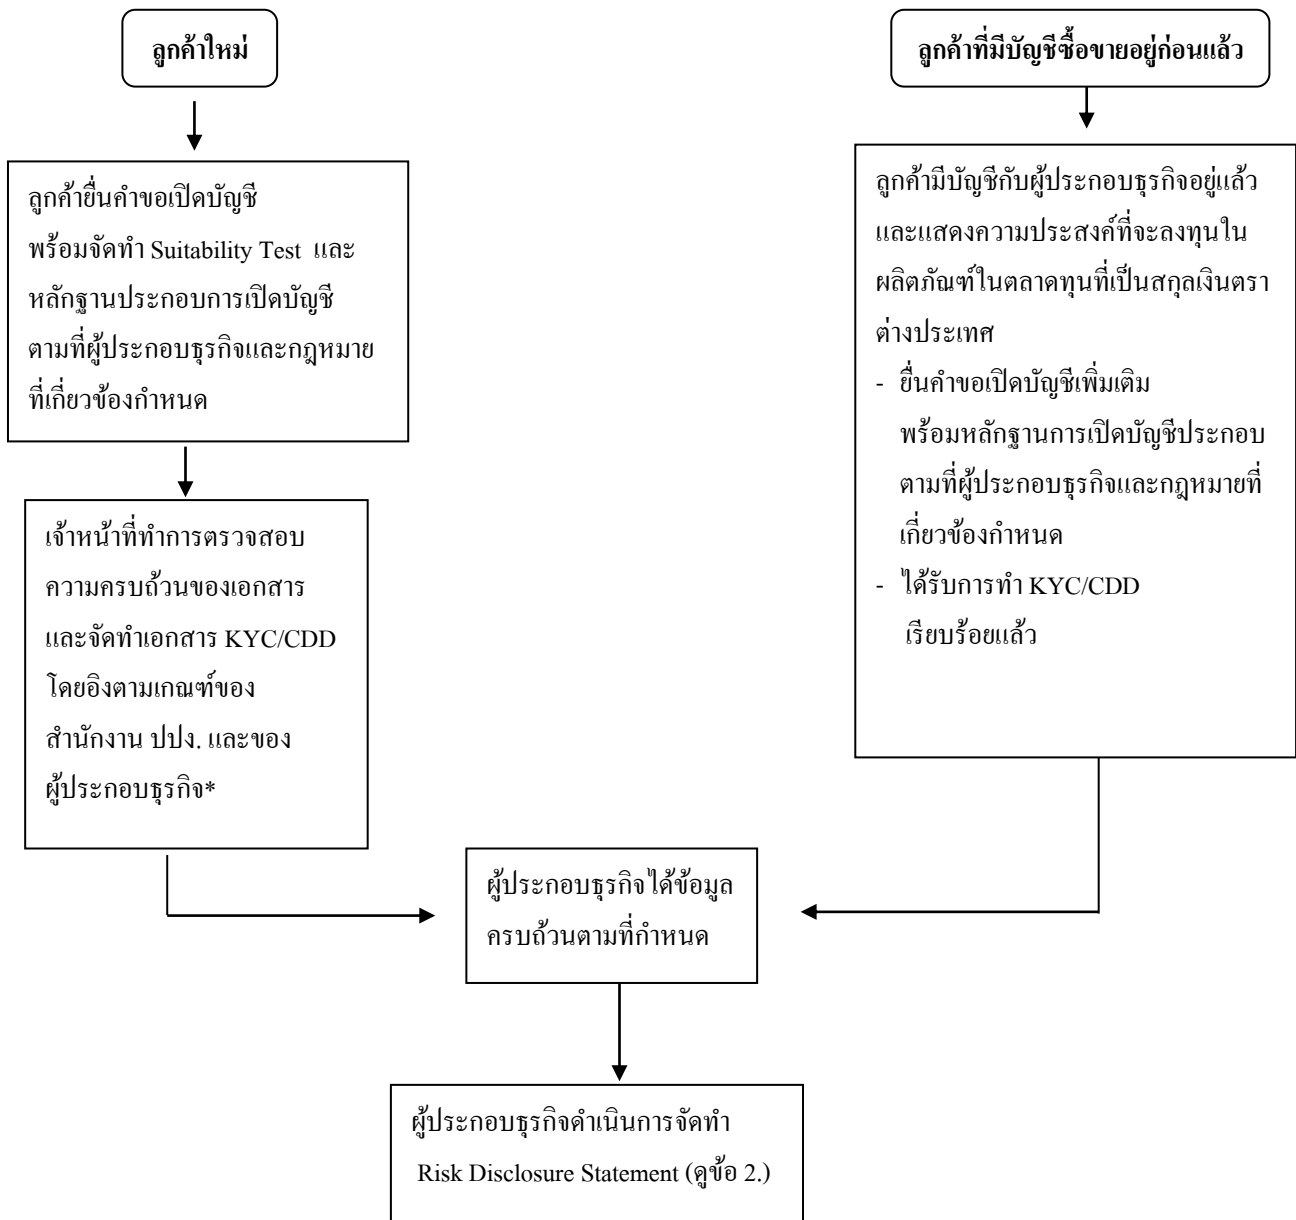 ลูกค้าใหม่
ลูกค้ายื่นคำขอเปิดบัญชี
พร้อมจัดทำ Suitability Test และ
หลักฐานประกอบการเปิดบัญชี
ตามที่ผู้ประกอบธุรกิจและกฎหมาย
ที่เกี่ยวข้องกำหนด
เจ้าหน้าที่ทำการตรวจสอบ
ความครบถ้วนของเอกสาร
และจัดทำเอกสาร KYC/CDD
โดยอิงตามเกณฑ์ของ
สำนักงาน ปปง. และของ
ผู้ประกอบธุรกิจ*
ลูกค้าที่มีบัญชีซื้อขายอยู่ก่อนแล้ว
ลูกค้ามีบัญชีกับผู้ประกอบธุรกิจอยู่แล้ว
และแสดงความประสงค์ที่จะลงทุนใน
ผลิตภัณฑ์ในตลาดทุนที่เป็นสกุลเงินตรา
ต่างประเทศ
- ยื่นคำขอเปิดบัญชีเพิ่มเติม
พร้อมหลักฐานการเปิดบัญชีประกอบ
ตามที่ผู้ประกอบธุรกิจและกฎหมายที่
เกี่ยวข้องกำหนด
- ได้รับการทำ KYC/CDD
เรียบร้อยแล้ว
ผู้ประกอบธุรกิจได้ข้อมูล
ครบถ้วนตามที่กำหนด
ผู้ประกอบธุรกิจดำเนินการจัดทำ
Risk Disclosure Statement (ดูข้อ 2.)